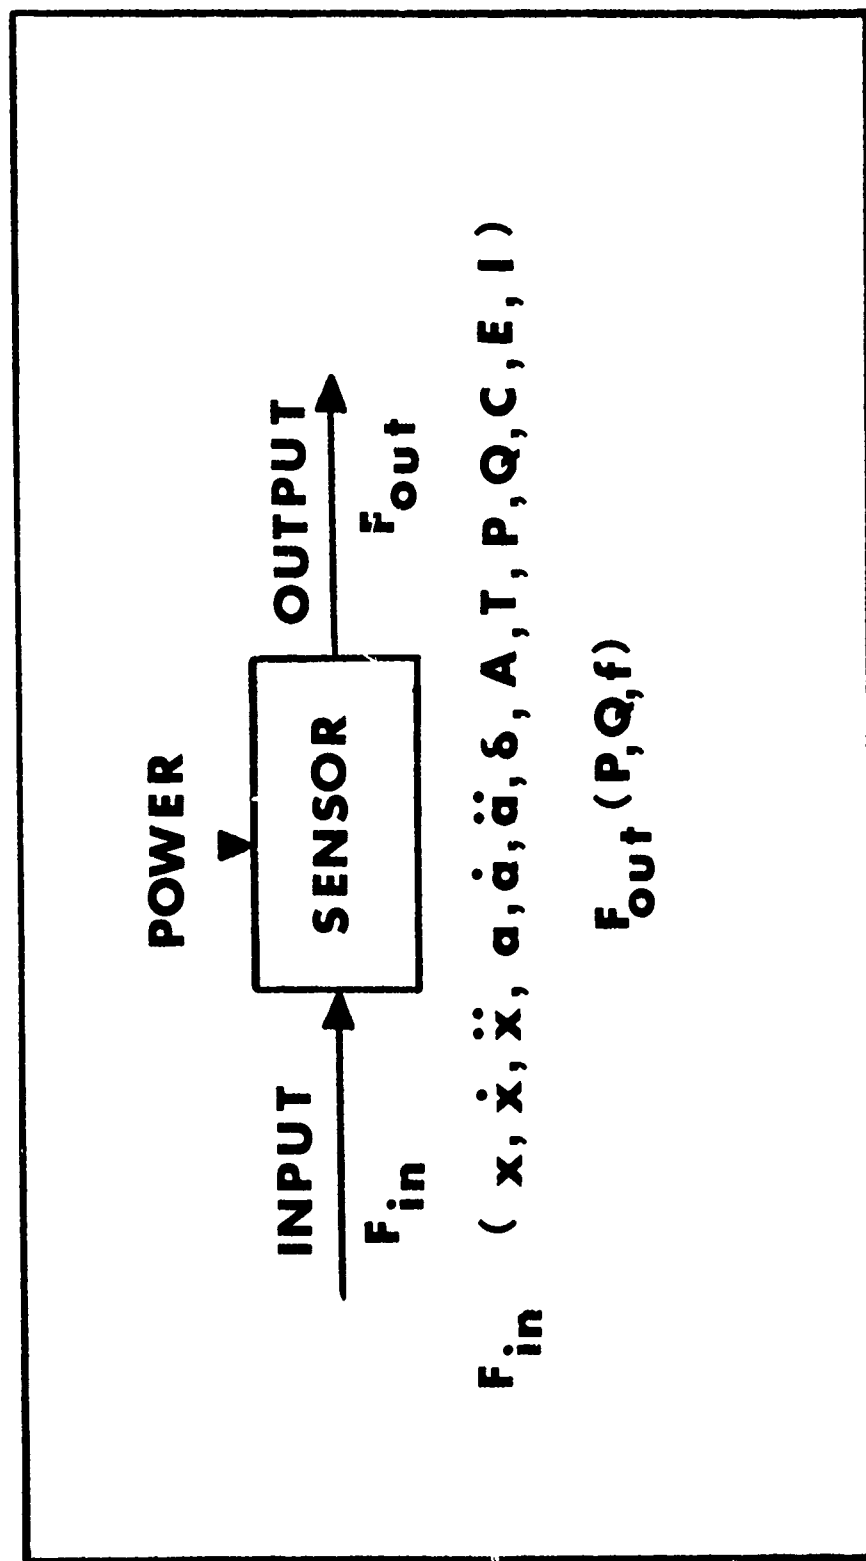 POWER
INPUT
SENSOR
OUTPUT
F_in
F_out
F_in ( x, ẋ, ẍ, a, ȧ, ä, δ, A, T, P, Q, C, E, I )
F_out (P, Q, f)